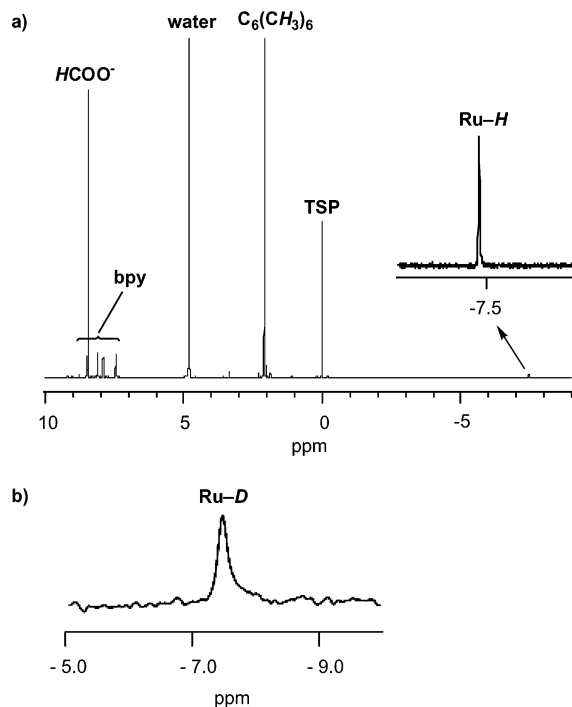 a)
water
C₆(CH₃)₆
HCOO⁻
Ru–H
TSP
bpy
-7.5
10 5 0 -5
ppm
b)
Ru–D
- 5.0 - 7.0 - 9.0
ppm